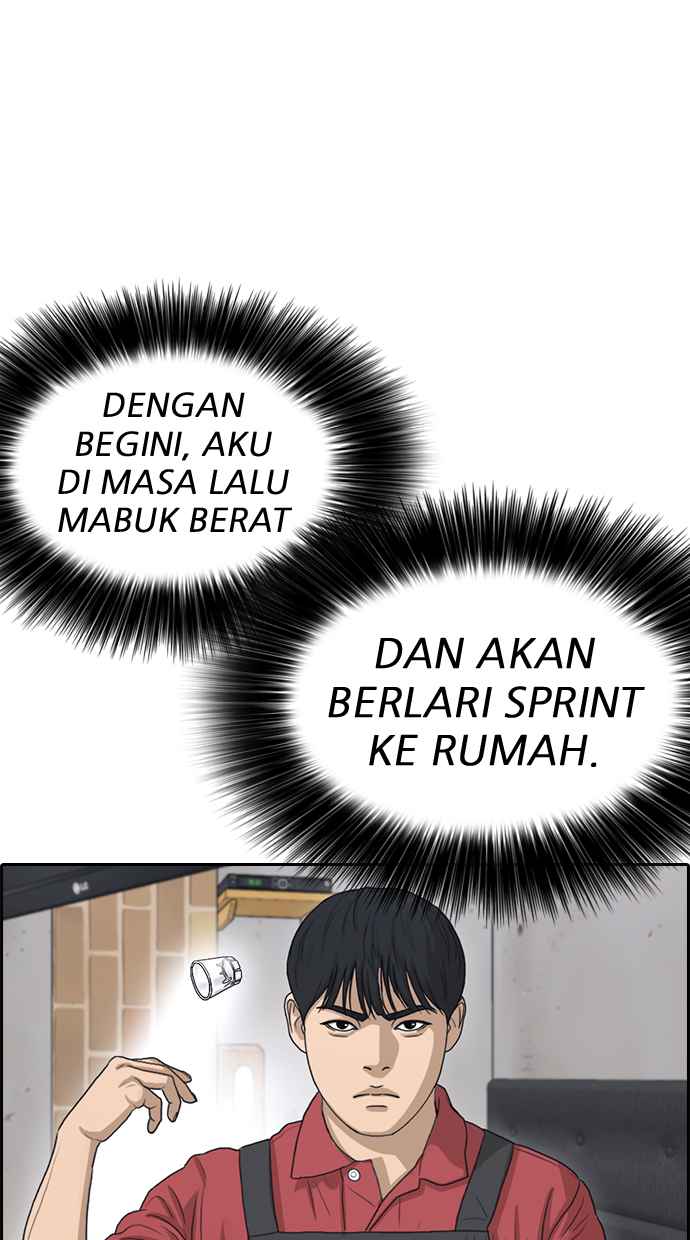 DENGAN
BEGINI, AKU
DI MASA LALU
MABUK BERAT
DAN AKAN
BERLARI SPRINT
KE RUMAH.
LG